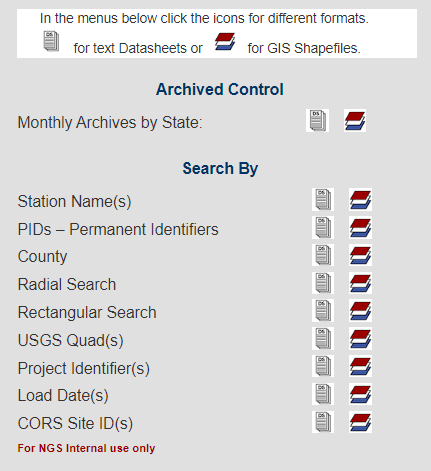 In the menus below click the icons for different formats.
for text Datasheets or for GIS Shapefiles.
Archived Control
Monthly Archives by State:
Search By
Station Name(s)
PIDs – Permanent Identifiers
County
Radial Search
Rectangular Search
USGS Quad(s)
Project Identifier(s)
Load Date(s)
CORS Site ID(s)
For NGS Internal use only